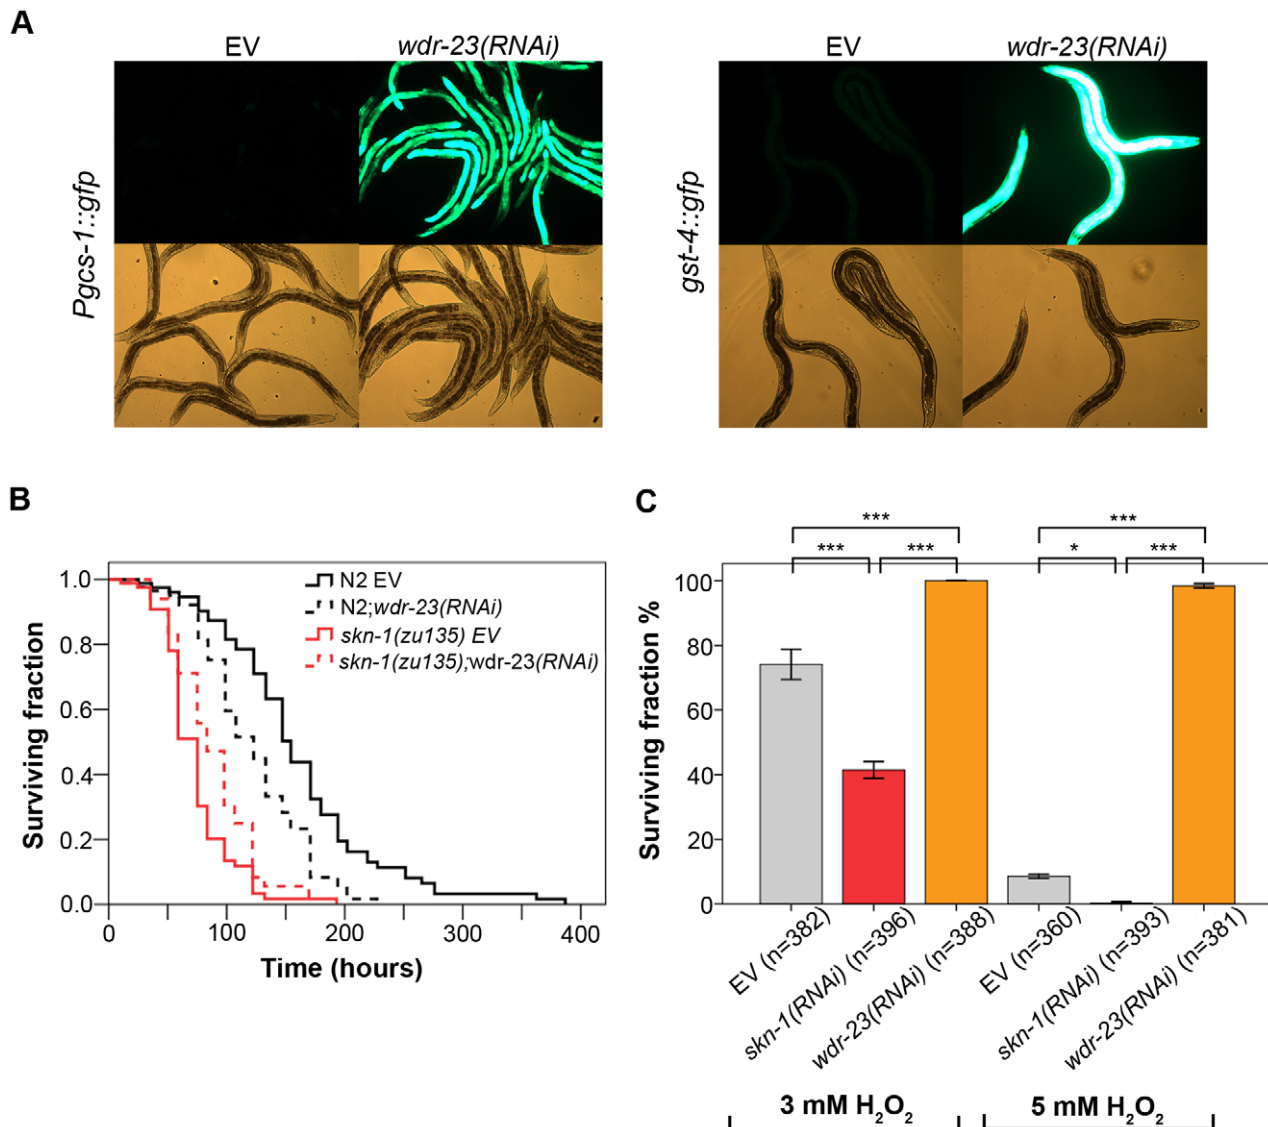 A
EV wdr-23(RNAi)
Pgcs-1::gfp
EV wdr-23(RNAi)
gst-4::gfp
B
Surviving fraction
1.0
0.8
0.6
0.4
0.2
0.0
N2 EV
N2;wdr-23(RNAi)
skn-1(zu135) EV
skn-1(zu135);wdr-23(RNAi)
0 100 200 300 400
Time (hours)
C
*** 
*** ***
***
* ***
Surviving fraction %
100
80
60
40
20
0
EV (n=382)
skn-1(RNAi) (n=396)
wdr-23(RNAi) (n=388)
EV (n=360)
skn-1(RNAi) (n=393)
wdr-23(RNAi) (n=381)
3 mM H₂O₂
5 mM H₂O₂